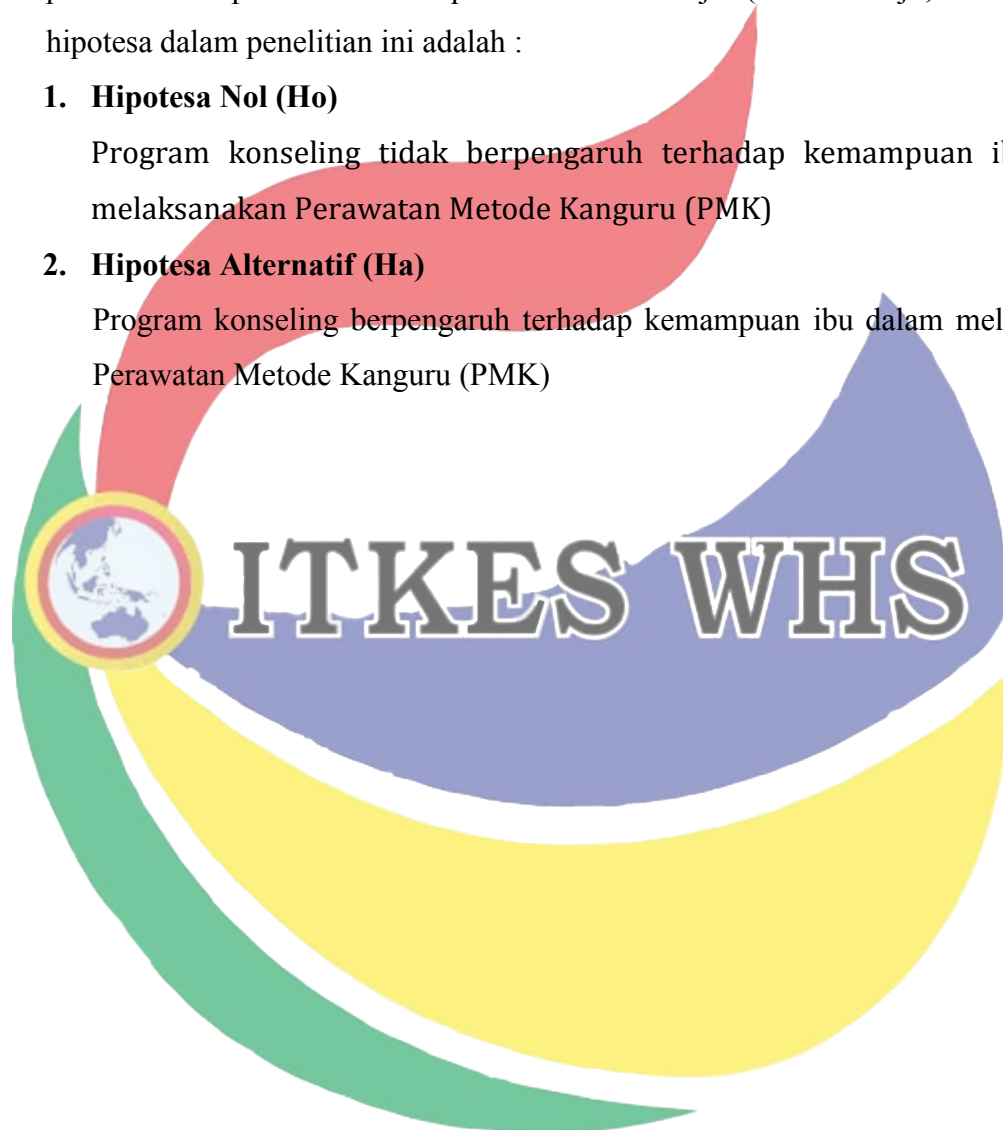 hipotesa dalam penelitian ini adalah :
1. Hipotesa Nol (Ho)
Program konseling tidak berpengaruh terhadap kemampuan
melaksanakan Perawatan Metode Kanguru (PMK)
2. Hipotesa Alternatif (Ha)
Program konseling berpengaruh terhadap kemampuan ibu dalam
Perawatan Metode Kanguru (PMK)
ITKES WHS